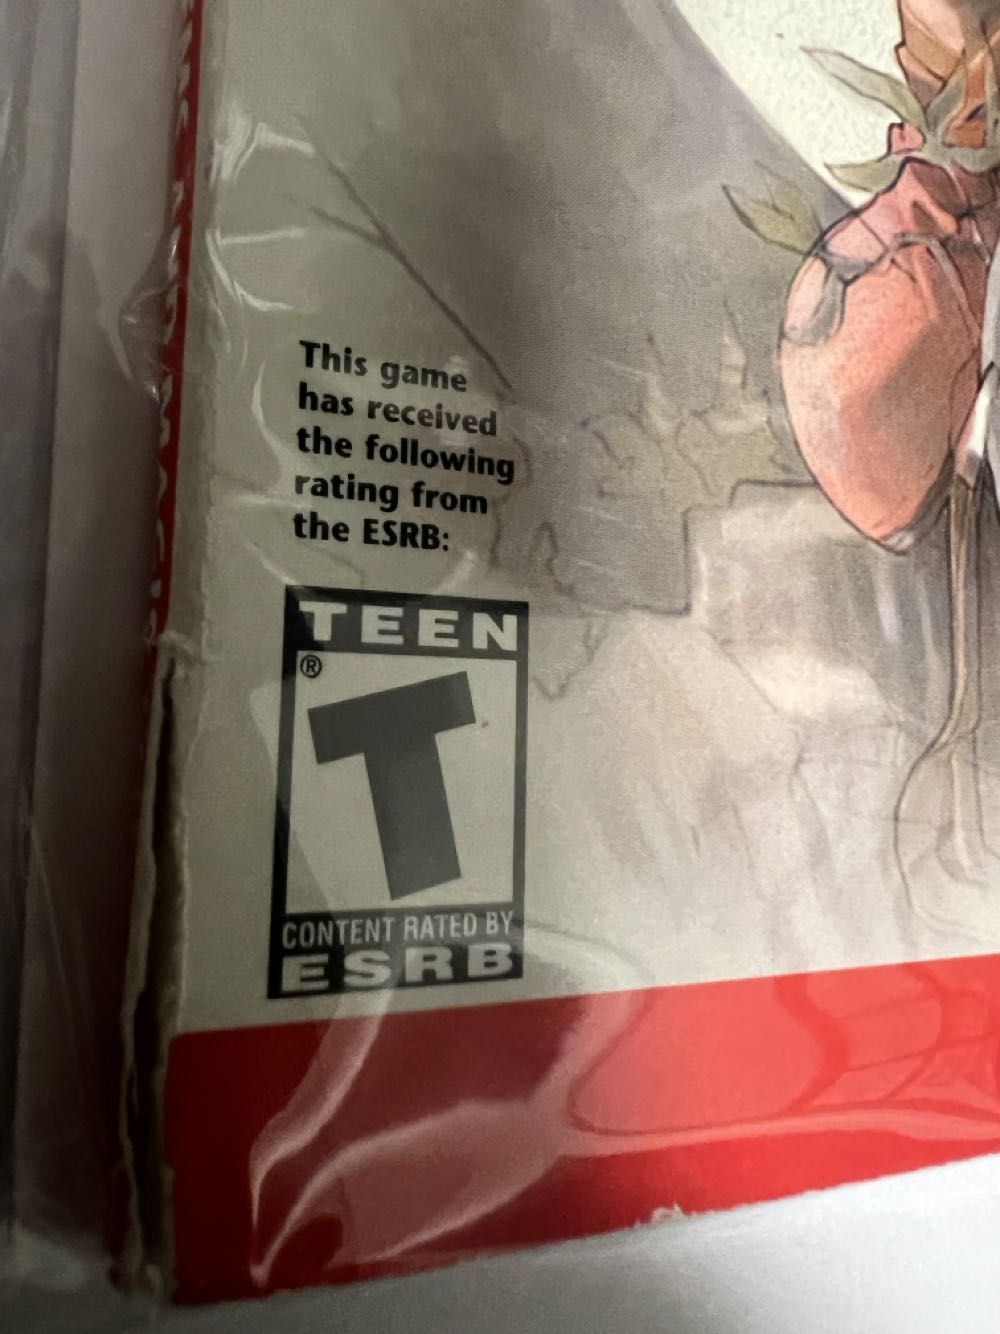 This game
has received
the following
rating from
the ESRB:
TEEN
®
T
CONTENT RATED BY
ESRB